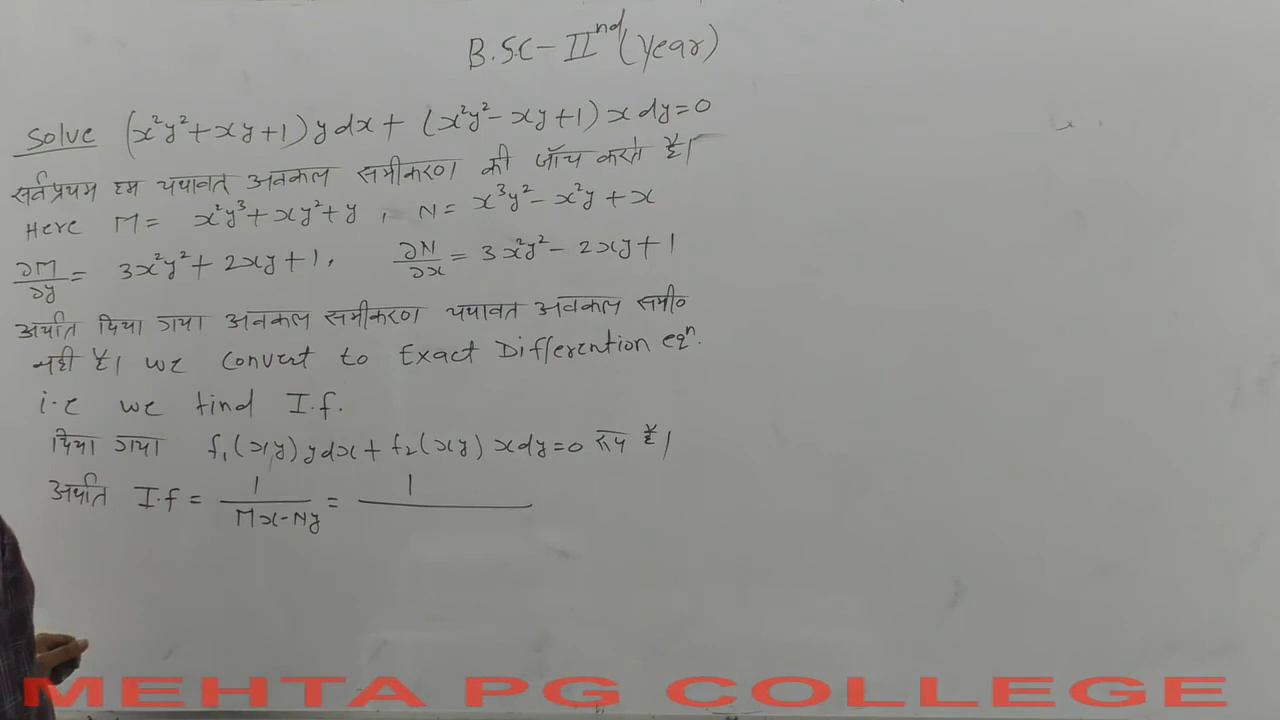 B.SC-IInd (Year)
Solve (x²y²+xy+1) y dx + (x²y²-xy+1) x dy=0
सर्वप्रथम हम यथावत् अवकल समीकरण की जाँच करते हैं।
Here M= x²y³+xy²+y, N= x³y²-x²y+x
∂M/∂y = 3x²y²+2xy+1, ∂N/∂x = 3x²y²-2xy+1
अर्थात दिया गया अवकल समीकरण यथावत अवकल समी०
नही है। we Convert to Exact Differention eqⁿ.
i.e we find I.f.
दिया गया f₁(xy) y dx + f₂(xy) x dy=0 रूप है।
अर्थात I.f = 1/(Mx-Ny) = 1/
MEHTA PG COLLEGE